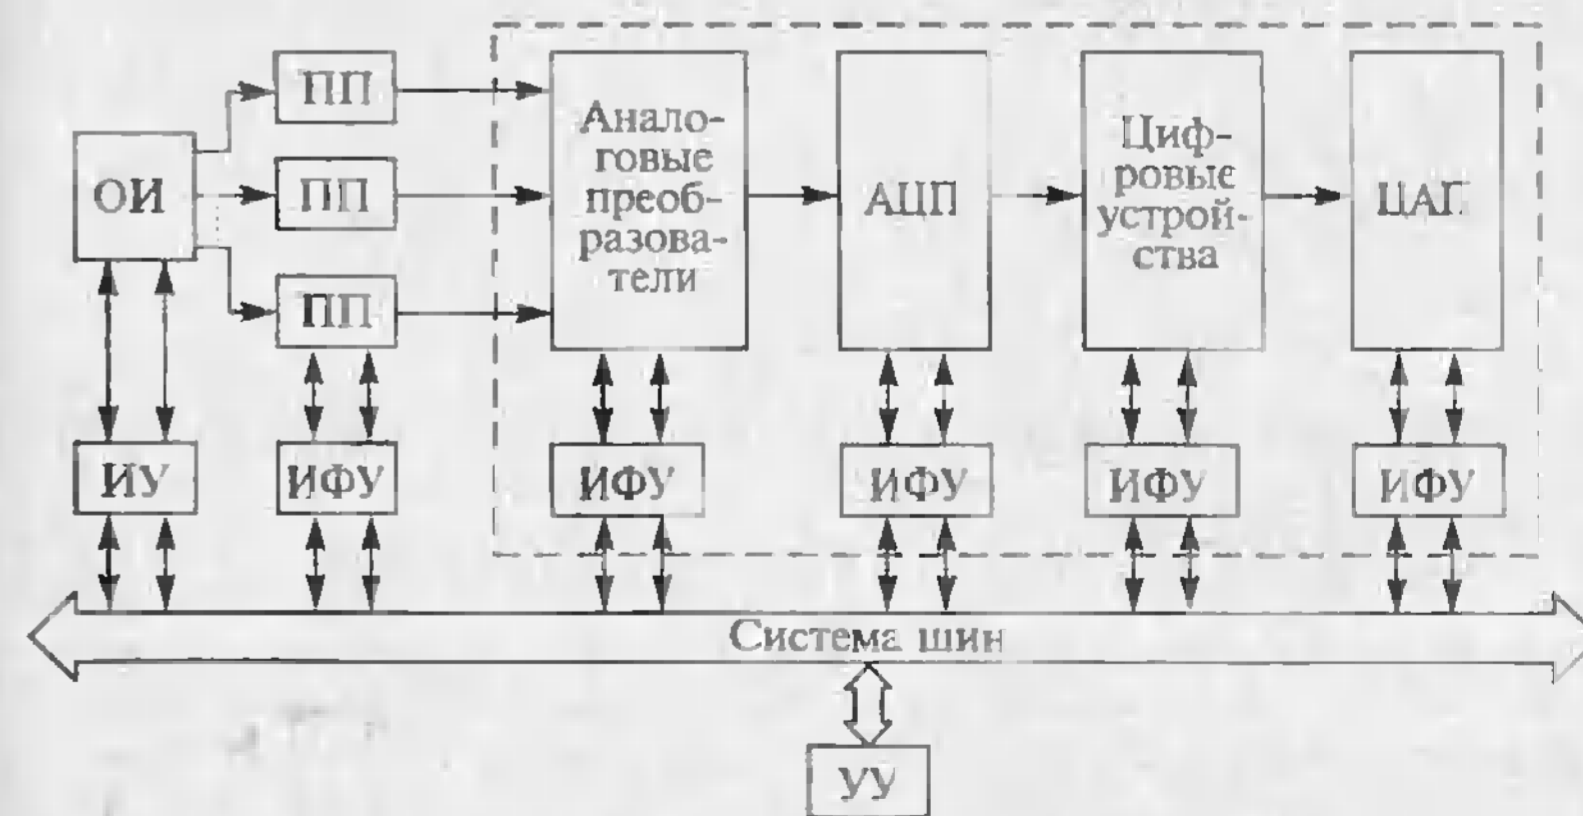 ПП
Анало-
говые
преоб-
разова-
тели
Циф-
ровые
устрой-
ства
ОИ
ПП
АЦП
ЦАП
ПП
ИУ
ИФУ
ИФУ
ИФУ
ИФУ
ИФУ
Система шин
УУ